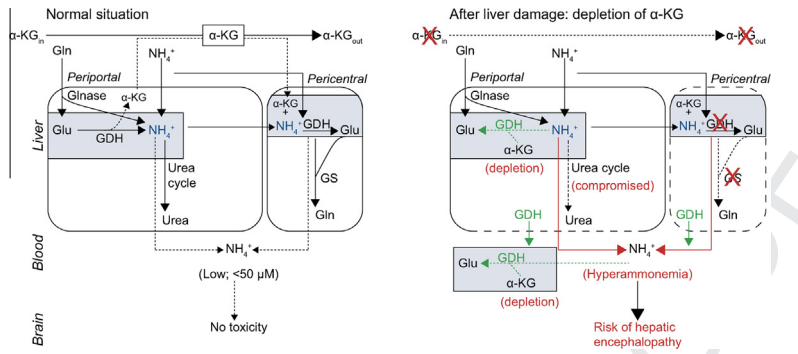 Normal situation
α-KGin
α-KG
α-KGout
Gln
NH4+
Periportal
Pericentral
Glnase
α-KG
α-KG
+
Glu
NH4+
NH4+
GDH
Glu
GDH
Urea
cycle
GS
Urea
Gln
NH4+
(Low; <50 μM)
No toxicity
Liver
Blood
Brain
After liver damage: depletion of α-KG
α-KGin
α-KGout
Gln
NH4+
Periportal
Pericentral
Glnase
α-KG
+
GDH
Glu
NH4+
NH4+
GDH
Glu
α-KG
(depletion)
Urea cycle
(compromised)
GS
Urea
Gln
GDH
GDH
NH4+
Glu
GDH
α-KG
(depletion)
(Hyperammonemia)
Risk of hepatic
encephalopathy